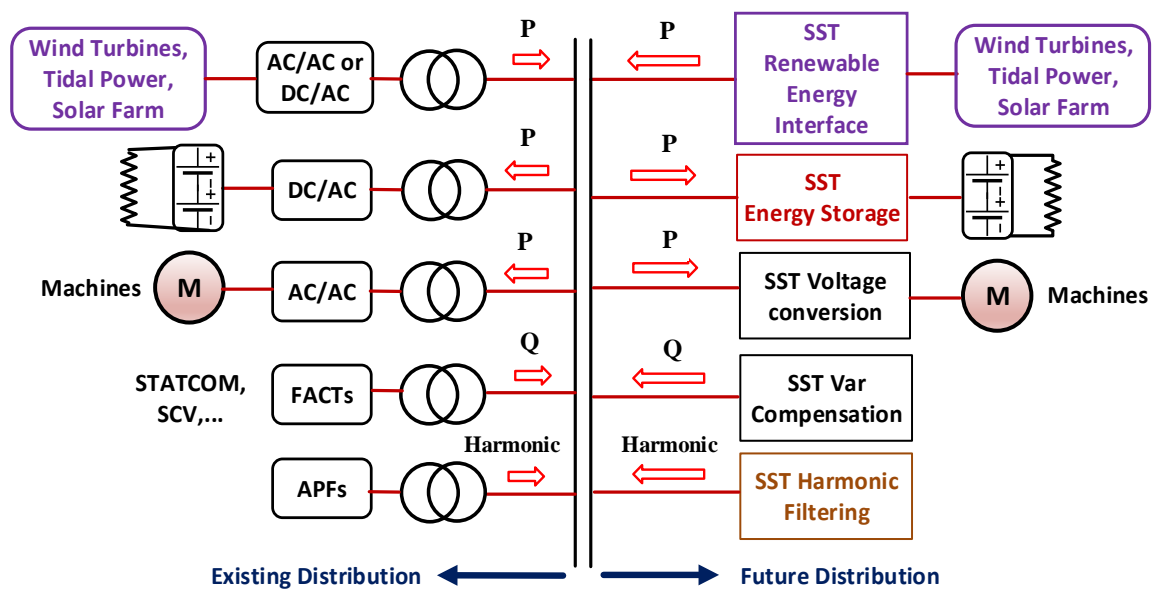 Wind Turbines,
Tidal Power,
Solar Farm
AC/AC or
DC/AC
P
P
SST
Renewable
Energy
Interface
Wind Turbines,
Tidal Power,
Solar Farm
+
-
+
-
DC/AC
P
P
SST
Energy Storage
+
-
+
-
Machines
M
AC/AC
P
P
SST Voltage
conversion
M
Machines
STATCOM,
SCV,...
FACTs
Q
Q
SST Var
Compensation
APFs
Harmonic
Harmonic
SST Harmonic
Filtering
Existing Distribution
Future Distribution